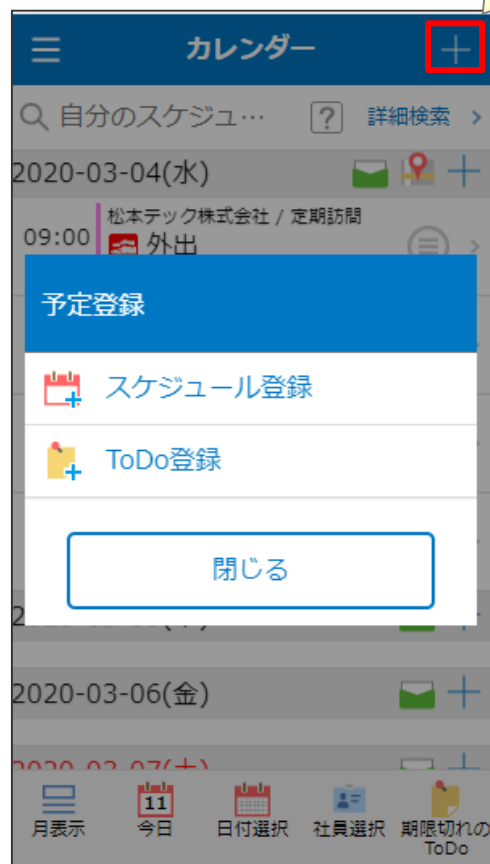 カレンダー
自分のスケジュ… ? 詳細検索
2020-03-04(水)
松本テック株式会社 / 定期訪問
09:00 外出
予定登録
スケジュール登録
ToDo登録
閉じる
2020-03-06(金)
11
月表示 今日 日付選択 社員選択 期限切れの
ToDo